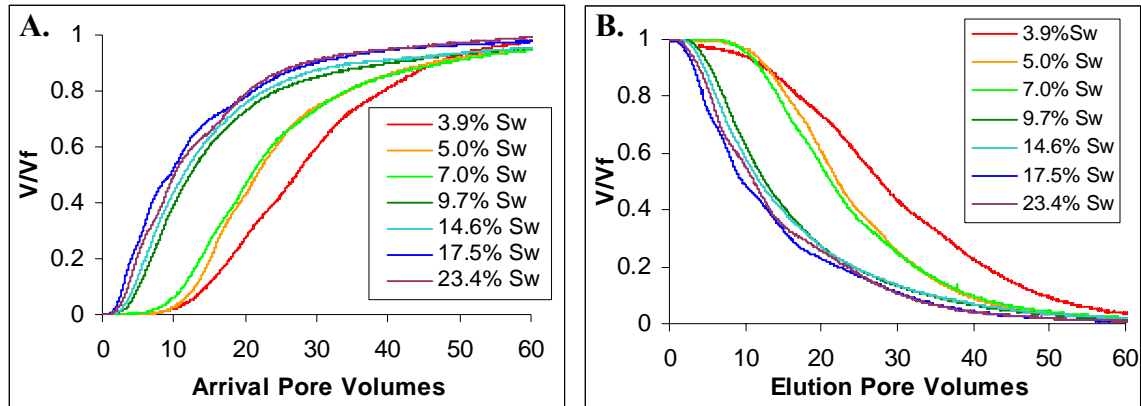 A.
V/Vf
1
0.8
0.6
0.4
0.2
0
0 10 20 30 40 50 60
Arrival Pore Volumes
3.9% Sw
5.0% Sw
7.0% Sw
9.7% Sw
14.6% Sw
17.5% Sw
23.4% Sw
B.
V/Vf
1
0.8
0.6
0.4
0.2
0
0 10 20 30 40 50 60
Elution Pore Volumes
3.9%Sw
5.0% Sw
7.0% Sw
9.7% Sw
14.6% Sw
17.5% Sw
23.4% Sw